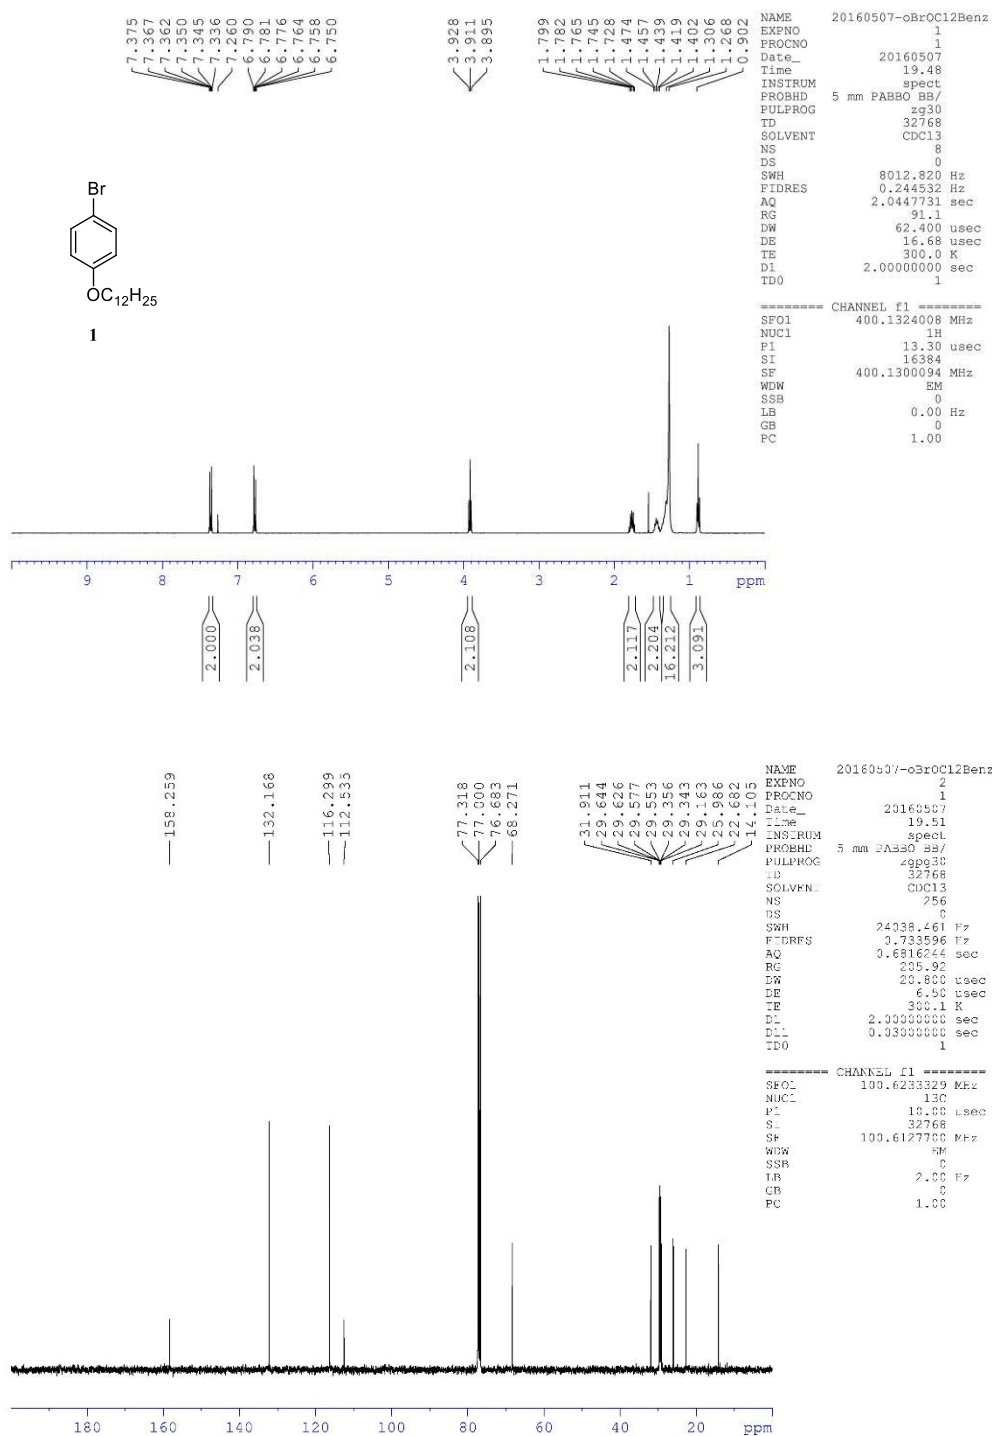 7.375
7.367
7.362
7.350
7.345
7.336
7.260
6.790
6.781
6.776
6.764
6.758
6.750
3.928
3.911
3.895
1.799
1.782
1.765
1.745
1.728
1.474
1.457
1.439
1.419
1.402
1.306
1.268
0.902
NAME 20160507-oBrOC12Benz
EXPNO 1
PROCNO 1
Date_ 20160507
Time 19.48
INSTRUM spect
PROBHD 5 mm PABBO BB/
PULPROG zg30
TD 32768
SOLVENT CDCl3
NS 8
DS 0
SWH 8012.820 Hz
FIDRES 0.244532 Hz
AQ 2.0447731 sec
RG 91.1
DW 62.400 usec
DE 16.68 usec
TE 300.0 K
D1 2.00000000 sec
TD0 1
======== CHANNEL f1 ========
SFO1 400.1324008 MHz
NUC1 1H
P1 13.30 usec
SI 16384
SF 400.1300094 MHz
WDW EM
SSB 0
LB 0.00 Hz
GB 0
PC 1.00
Br
OC12H25
1
9 8 7 6 5 4 3 2 1 ppm
2.000
2.038
2.108
2.117
2.204
16.212
3.091
158.259
132.168
116.299
112.535
77.318
77.000
76.683
68.271
31.911
29.644
29.626
29.577
29.553
29.356
29.343
29.163
25.986
22.682
14.105
NAME 20160507-oBrOC12Benz
EXPNO 2
PROCNO 1
Date_ 20160507
Time 19.51
INSTRUM spect
PROBHD 5 mm PABBO BB/
PULPROG zgpg30
TD 32768
SOLVENT CDCl3
NS 256
DS 0
SWH 24038.461 Hz
FIDRES 0.733596 Hz
AQ 0.6816244 sec
RG 205.92
DW 20.800 usec
DE 6.50 usec
TE 300.1 K
D1 2.00000000 sec
D11 0.03000000 sec
TD0 1
======== CHANNEL f1 ========
SFO1 100.6233329 MHz
NUC1 13C
P1 10.00 usec
SI 32768
SF 100.6127700 MHz
WDW EM
SSB 0
LB 2.00 Hz
GB 0
PC 1.00
180 160 140 120 100 80 60 40 20 ppm